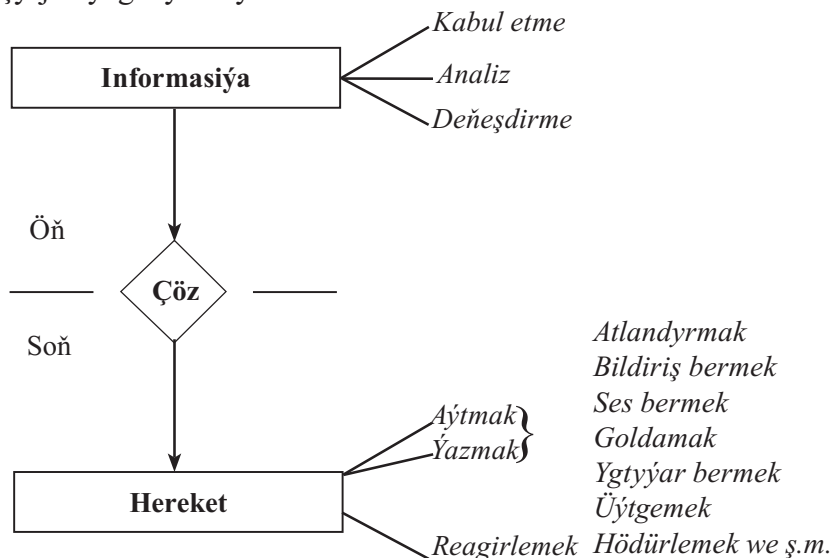 Kabul etme
Informasiýa
Analiz
Deňeşdirme
Öň
Çöz
Soň
Atlandyrmak
Bildiriş bermek
Ses bermek
Aýtmak
Goldamak
Ýazmak
Ygtyýar bermek
Üýtgemek
Hereket
Reagirlemek
Hödürlemek we ş.m.